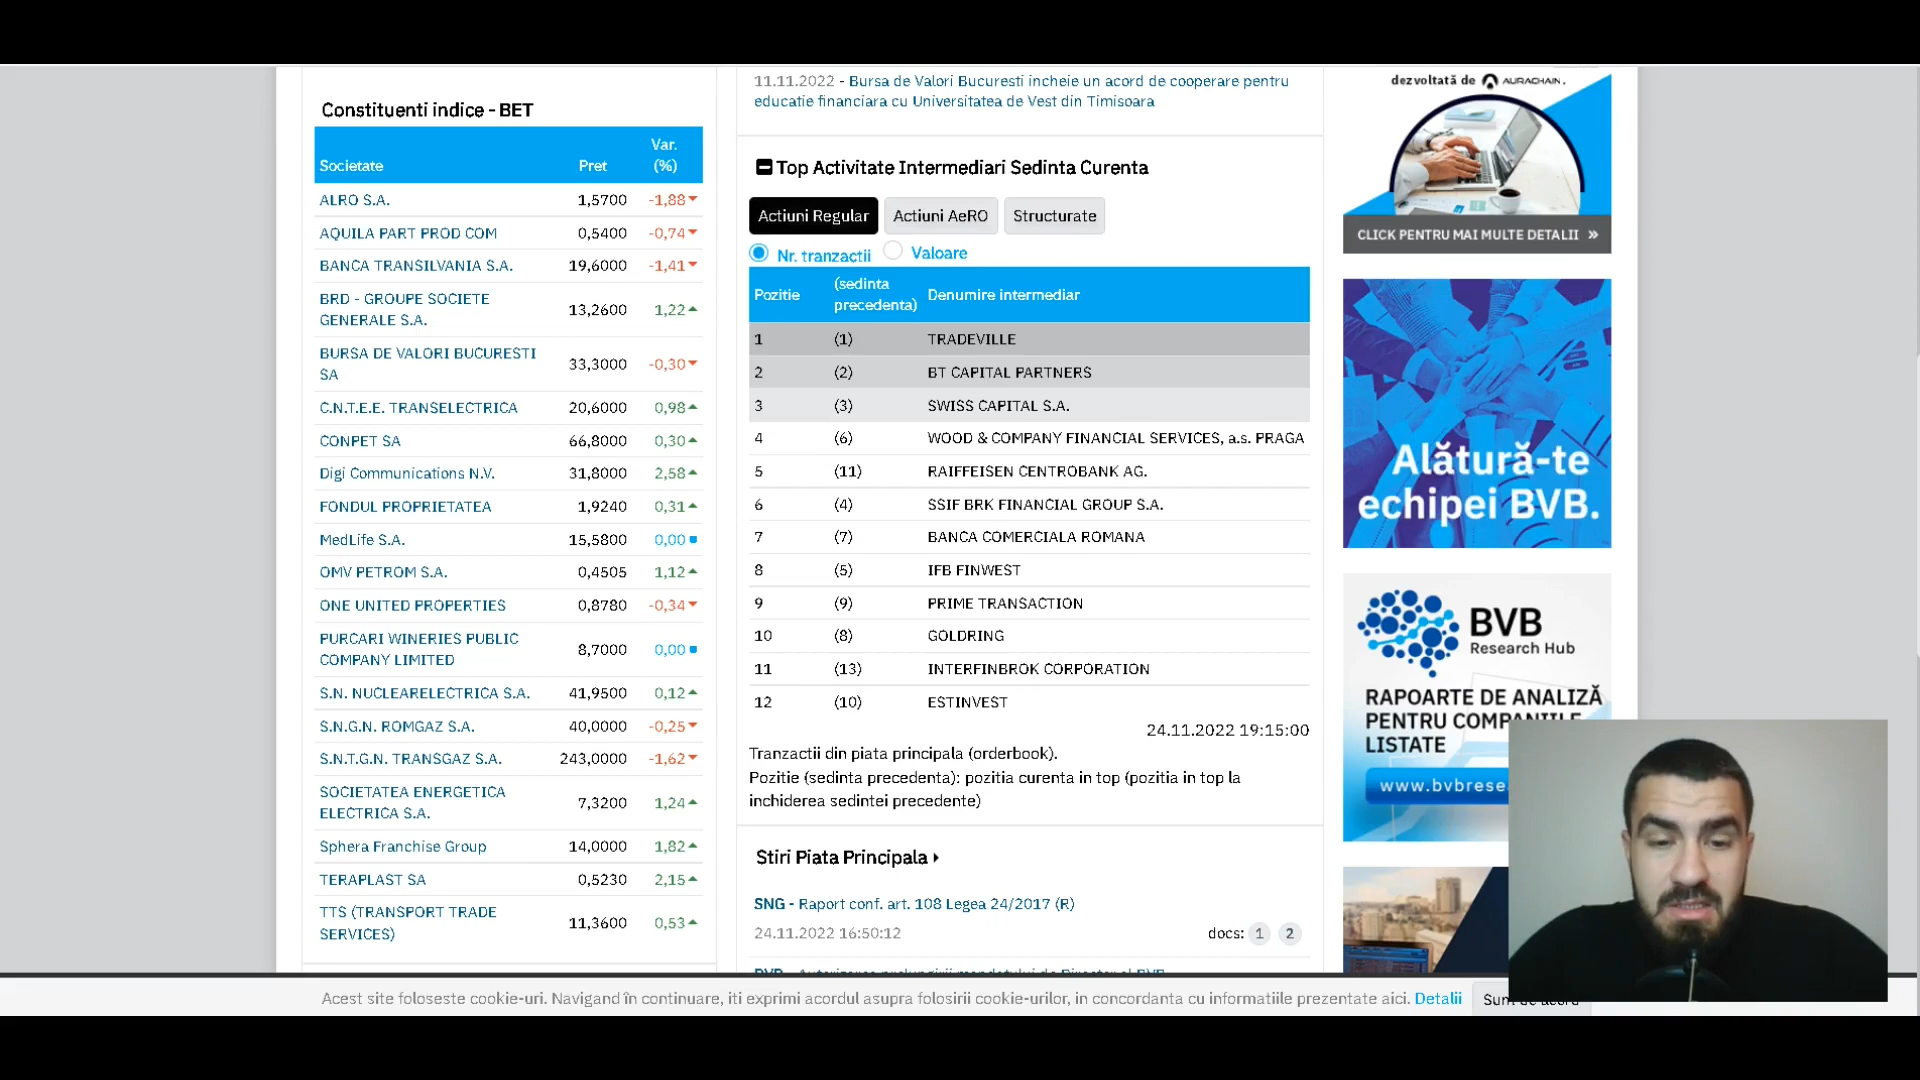 Constituenti indice - BET
Societate Pret Var. (%)
ALRO S.A. 1,5700 -1,88
AQUILA PART PROD COM 0,5400 -0,74
BANCA TRANSILVANIA S.A. 19,6000 -1,41
BRD - GROUPE SOCIETE
GENERALE S.A. 13,2600 1,22
BURSA DE VALORI BUCURESTI
SA 33,3000 -0,30
C.N.T.E.E. TRANSELECTRICA 20,6000 0,98
CONPET SA 66,8000 0,30
Digi Communications N.V. 31,8000 2,58
FONDUL PROPRIETATEA 1,9240 0,31
MedLife S.A. 15,5800 0,00
OMV PETROM S.A. 0,4505 1,12
ONE UNITED PROPERTIES 0,8780 -0,34
PURCARI WINERIES PUBLIC
COMPANY LIMITED 8,7000 0,00
S.N. NUCLEARELECTRICA S.A. 41,9500 0,12
S.N.G.N. ROMGAZ S.A. 40,0000 -0,25
S.N.T.G.N. TRANSGAZ S.A. 243,0000 -1,62
SOCIETATEA ENERGETICA
ELECTRICA S.A. 7,3200 1,24
Sphera Franchise Group 14,0000 1,82
TERAPLAST SA 0,5230 2,15
TTS (TRANSPORT TRADE
SERVICES) 11,3600 0,53
11.11.2022 - Bursa de Valori Bucuresti incheie un acord de cooperare pentru
educatie financiara cu Universitatea de Vest din Timisoara
Top Activitate Intermediari Sedinta Curenta
Actiuni Regular Actiuni AeRO Structurate
Nr. tranzactii Valoare
Pozitie (sedinta precedenta) Denumire intermediar
1 (1) TRADEVILLE
2 (2) BT CAPITAL PARTNERS
3 (3) SWISS CAPITAL S.A.
4 (6) WOOD & COMPANY FINANCIAL SERVICES, a.s. PRAGA
5 (11) RAIFFEISEN CENTROBANK AG.
6 (4) SSIF BRK FINANCIAL GROUP S.A.
7 (7) BANCA COMERCIALA ROMANA
8 (5) IFB FINWEST
9 (9) PRIME TRANSACTION
10 (8) GOLDRING
11 (13) INTERFINBROK CORPORATION
12 (10) ESTINVEST
24.11.2022 19:15:00
Tranzactii din piata principala (orderbook).
Pozitie (sedinta precedenta): pozitia curenta in top (pozitia in top la
inchiderea sedintei precedente)
Stiri Piata Principala
SNG - Raport conf. art. 108 Legea 24/2017 (R)
24.11.2022 16:50:12 docs: 1 2
BVB - Autorizarea prelungirii mandatului de Director al BVB
dezvoltată de AURACHAIN.
CLICK PENTRU MAI MULTE DETALII »
Alătură-te
echipei BVB.
BVB
Research Hub
RAPOARTE DE ANALIZĂ
PENTRU COMPANIILE
LISTATE
www.bvbrese
Acest site foloseste cookie-uri. Navigand în continuare, iti exprimi acordul asupra folosirii cookie-urilor, in concordanta cu informatiile prezentate aici. Detalii Sunt de acord